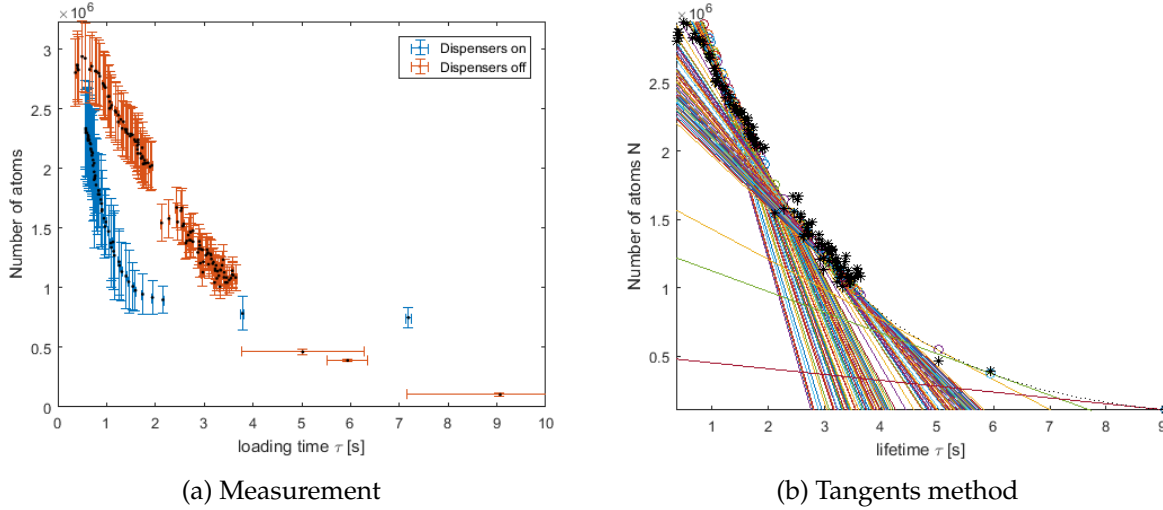 ×10⁶
3
2.5
2
1.5
1
0.5
0
0 1 2 3 4 5 6 7 8 9 10
Number of atoms
loading time τ [s]
Dispensers on
Dispensers off
(a) Measurement
×10⁶
2.5
2
1.5
1
0.5
1 2 3 4 5 6 7 8 9
Number of atoms N
lifetime τ [s]
(b) Tangents method